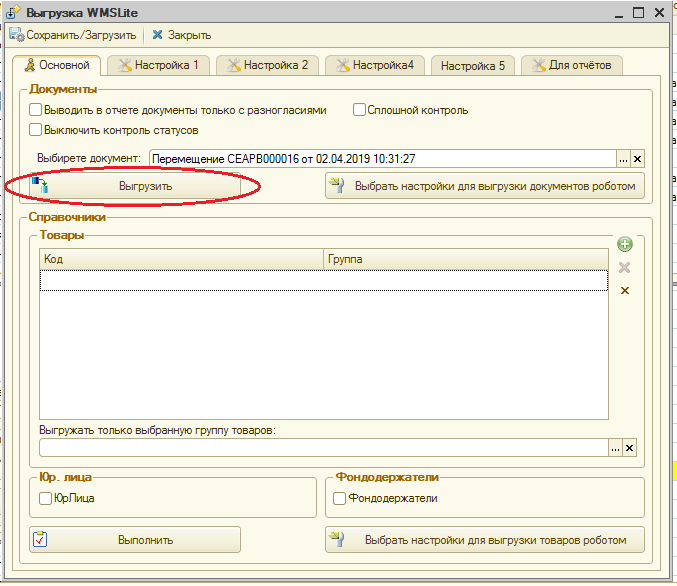 Выгрузка WMSLite
Сохранить/Загрузить Закрыть
Основной Настройка 1 Настройка 2 Настройка4 Настройка 5 Для отчётов
Документы
Выводить в отчете документы только с разногласиями Сплошной контроль
Выключить контроль статусов
Выбирете документ: Перемещение СЕАРВ000016 от 02.04.2019 10:31:27 ...
Выгрузить Выбрать настройки для выгрузки документов роботом
Справочники
Товары
Код Группа
Выгружать только выбранную группу товаров:
...
Юр. лица Фондодержатели
ЮрЛица Фондодержатели
Выполнить Выбрать настройки для выгрузки товаров роботом